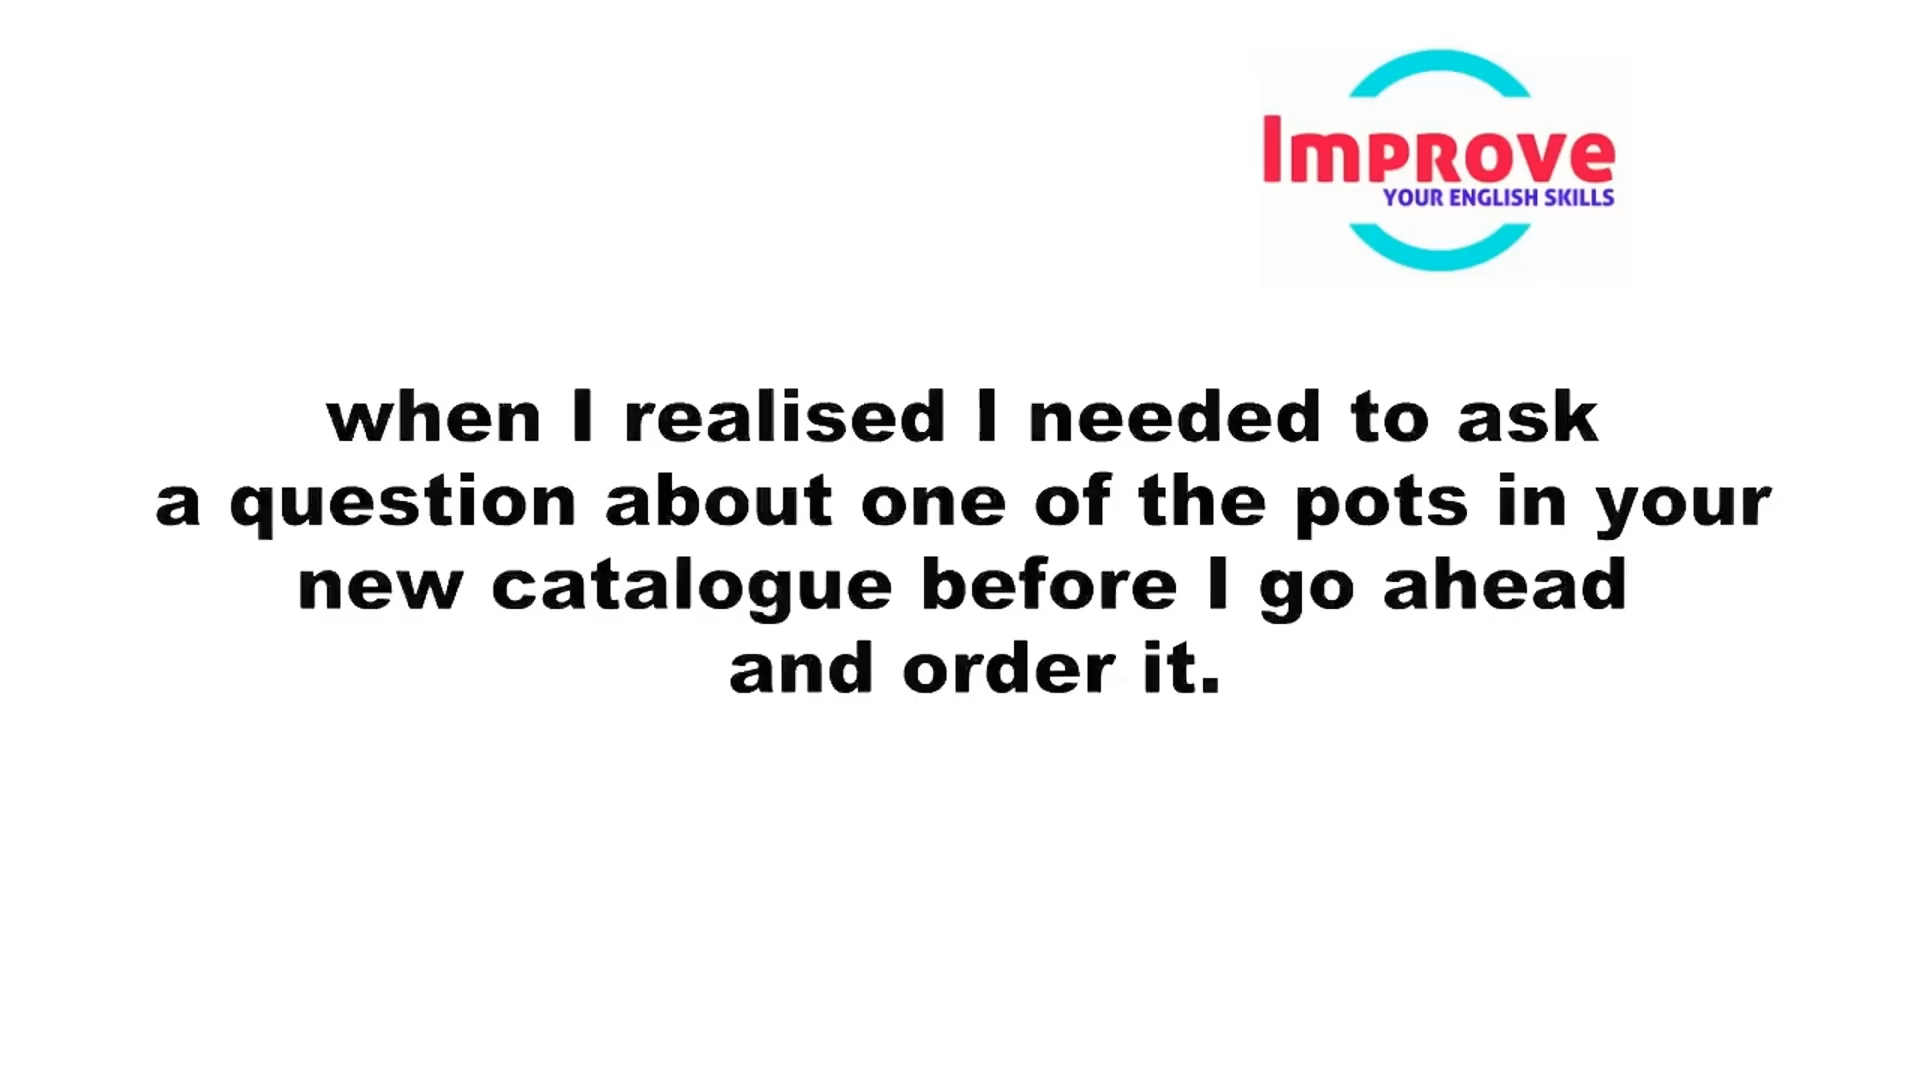 Improve
YOUR ENGLISH SKILLS
when I realised I needed to ask
a question about one of the pots in your
new catalogue before I go ahead
and order it.